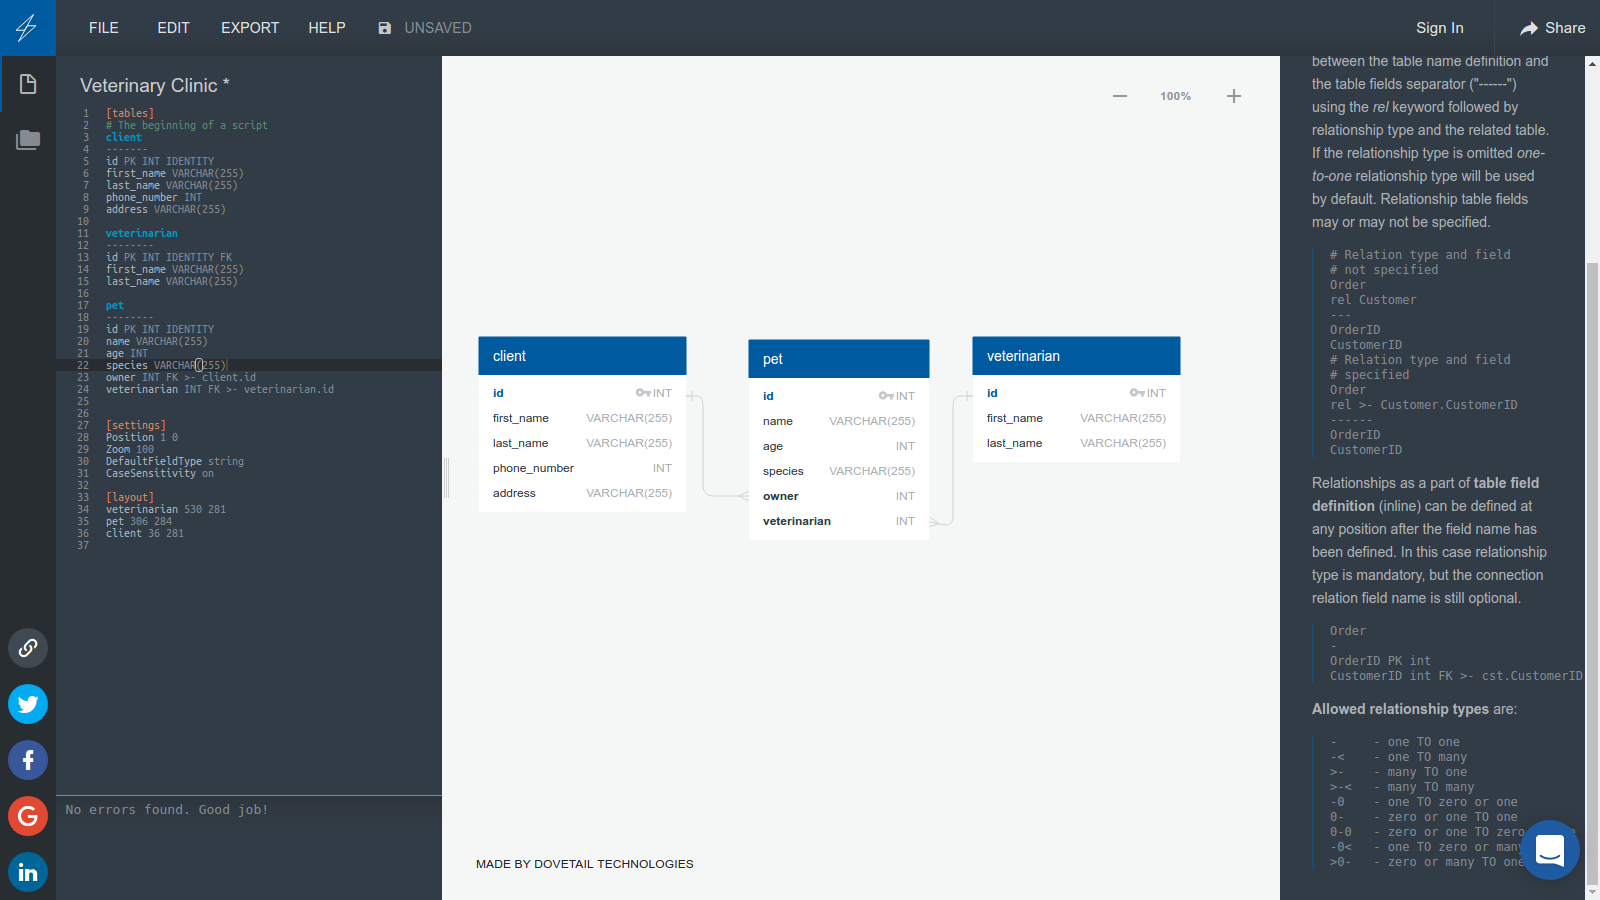 FILE
EDIT
EXPORT
HELP
UNSAVED
Sign In
Share
Veterinary Clinic *
1 [tables]
2 # The beginning of a script
3 client
4 -------
5 id PK INT IDENTITY
6 first_name VARCHAR(255)
7 last_name VARCHAR(255)
8 phone_number INT
9 address VARCHAR(255)
10
11 veterinarian
12 --------
13 id PK INT IDENTITY FK
14 first_name VARCHAR(255)
15 last_name VARCHAR(255)
16
17 pet
18 --------
19 id PK INT IDENTITY
20 name VARCHAR(255)
21 age INT
22 species VARCHAR(255)
23 owner INT FK >- client.id
24 veterinarian INT FK >- veterinarian.id
25
26
27 [settings]
28 Position 1 0
29 Zoom 100
30 DefaultFieldType string
31 CaseSensitivity on
32
33 [layout]
34 veterinarian 530 281
35 pet 306 284
36 client 36 281
37
No errors found. Good job!
100%
client
id INT
first_name VARCHAR(255)
last_name VARCHAR(255)
phone_number INT
address VARCHAR(255)
pet
id INT
name VARCHAR(255)
age INT
species VARCHAR(255)
owner INT
veterinarian INT
veterinarian
id INT
first_name VARCHAR(255)
last_name VARCHAR(255)
MADE BY DOVETAIL TECHNOLOGIES
between the table name definition and
the table fields separator ("------")
using the rel keyword followed by
relationship type and the related table.
If the relationship type is omitted one-
to-one relationship type will be used
by default. Relationship table fields
may or may not be specified.
# Relation type and field
# not specified
Order
rel Customer
---
OrderID
CustomerID
# Relation type and field
# specified
Order
rel >- Customer.CustomerID
------
OrderID
CustomerID
Relationships as a part of table field
definition (inline) can be defined at
any position after the field name has
been defined. In this case relationship
type is mandatory, but the connection
relation field name is still optional.
Order
-
OrderID PK int
CustomerID int FK >- cst.CustomerID
Allowed relationship types are:
- - one TO one
-< - one TO many
>- - many TO one
>-< - many TO many
-0 - one TO zero or one
0- - zero or one TO one
0-0 - zero or one TO zero
-0< - one TO zero or many
>0- - zero or many TO one